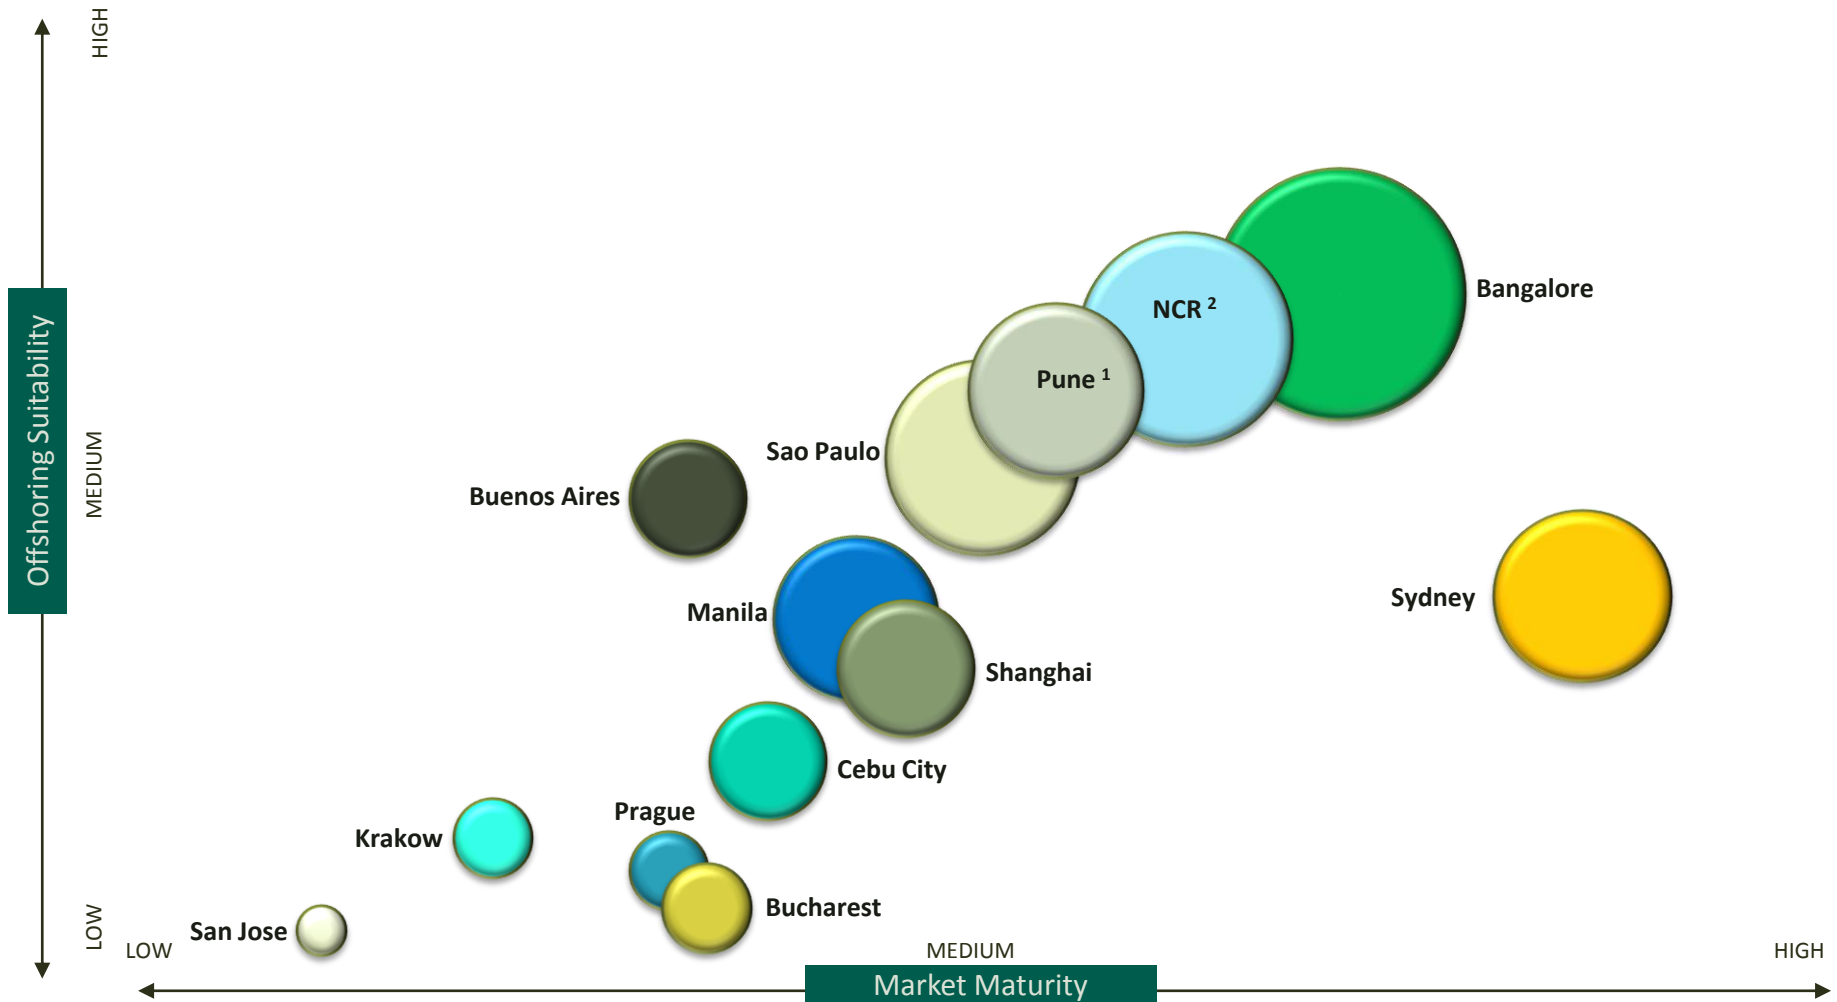 HIGH
Bangalore
NCR 2
Pune 1
Offshoring Suitability
MEDIUM
Sao Paulo
Buenos Aires
Manila
Sydney
Shanghai
Cebu City
Prague
Krakow
Bucharest
San Jose
LOW
LOW
MEDIUM
HIGH
Market Maturity